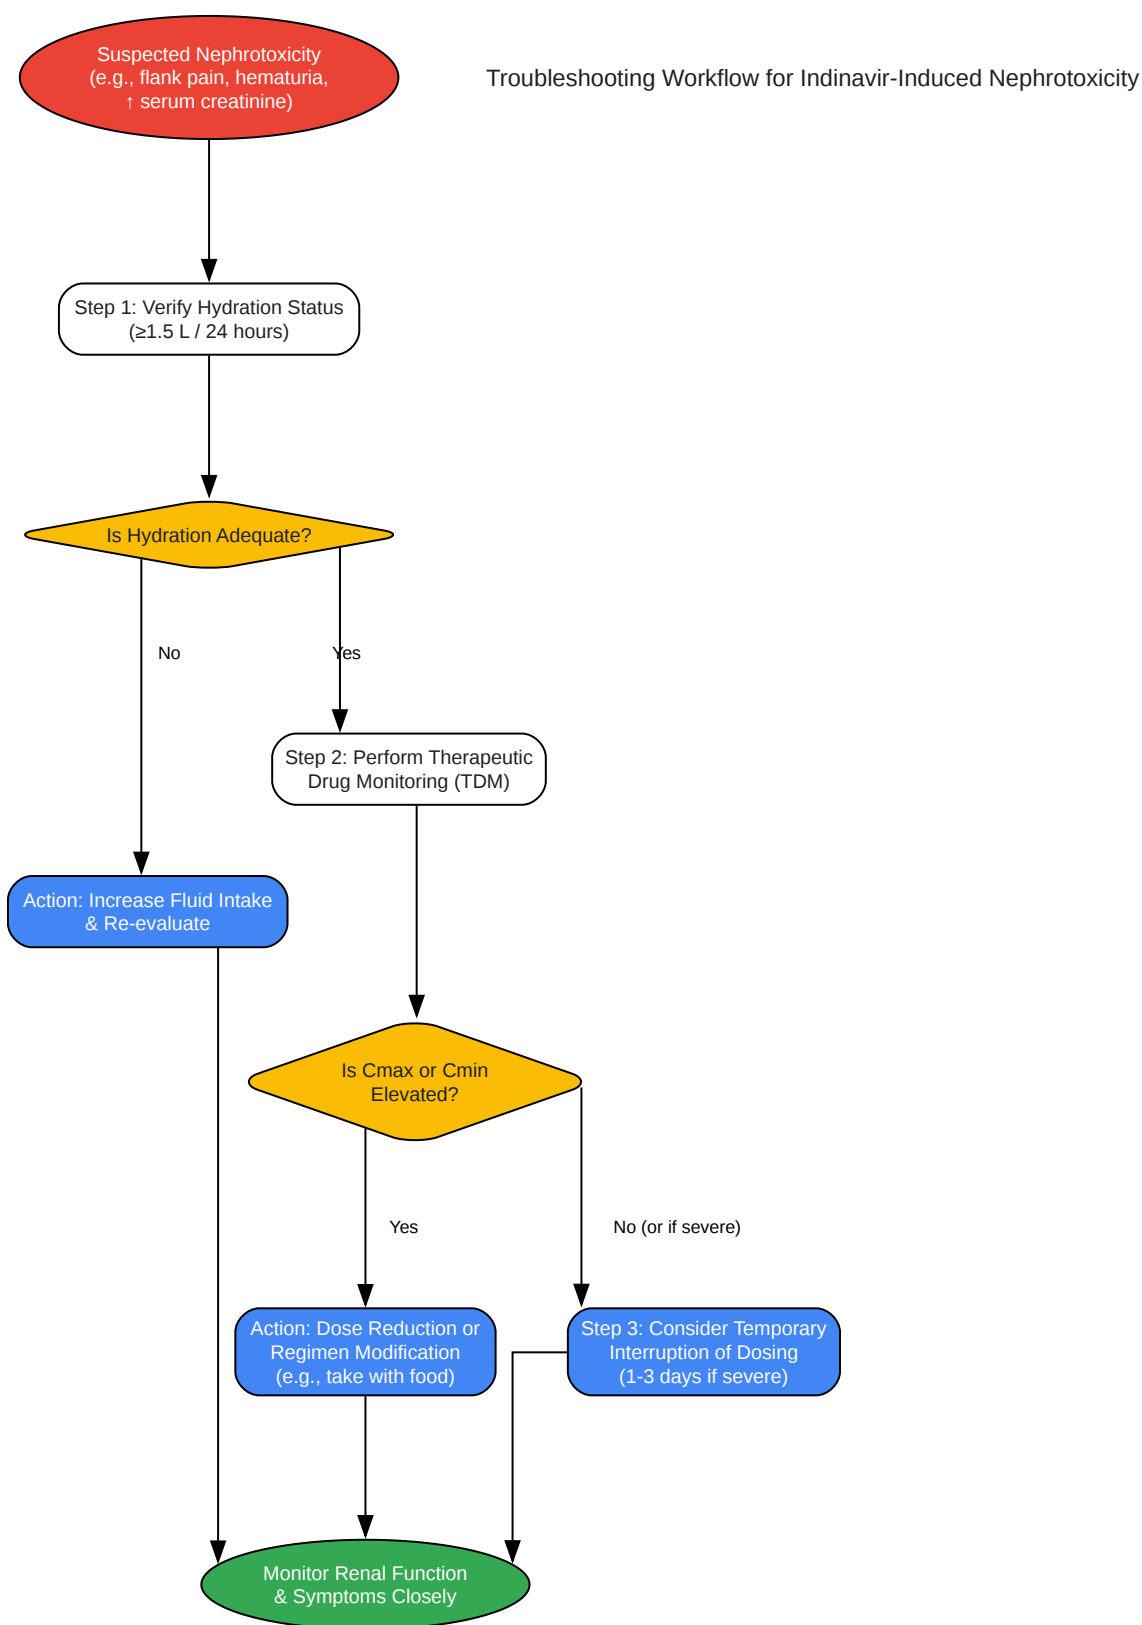 Suspected Nephrotoxicity
(e.g., flank pain, hematuria,
↑ serum creatinine)
Troubleshooting Workflow for Indinavir-Induced Nephrotoxicity
Step 1: Verify Hydration Status
(≥1.5 L / 24 hours)
Is Hydration Adequate?
No
Yes
Step 2: Perform Therapeutic
Drug Monitoring (TDM)
Action: Increase Fluid Intake
& Re-evaluate
Is Cmax or Cmin
Elevated?
Yes
No (or if severe)
Action: Dose Reduction or
Regimen Modification
(e.g., take with food)
Step 3: Consider Temporary
Interruption of Dosing
(1-3 days if severe)
Monitor Renal Function
& Symptoms Closely